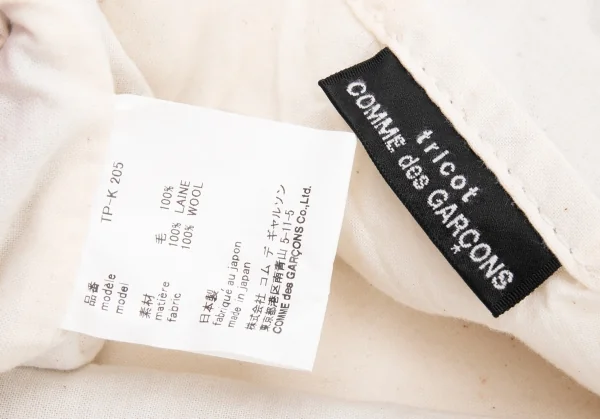 品番 TP-K 205
modèle
model
素材 毛 100%
matière 100% LAINE
fabric 100% WOOL
日本製
fabriqué au japon
made in japan
株式会社 コム デ ギャルソン
東京都港区南青山 5-11-5
COMME des GARÇONS Co.,Ltd.
tricot
COMME des GARÇONS
*